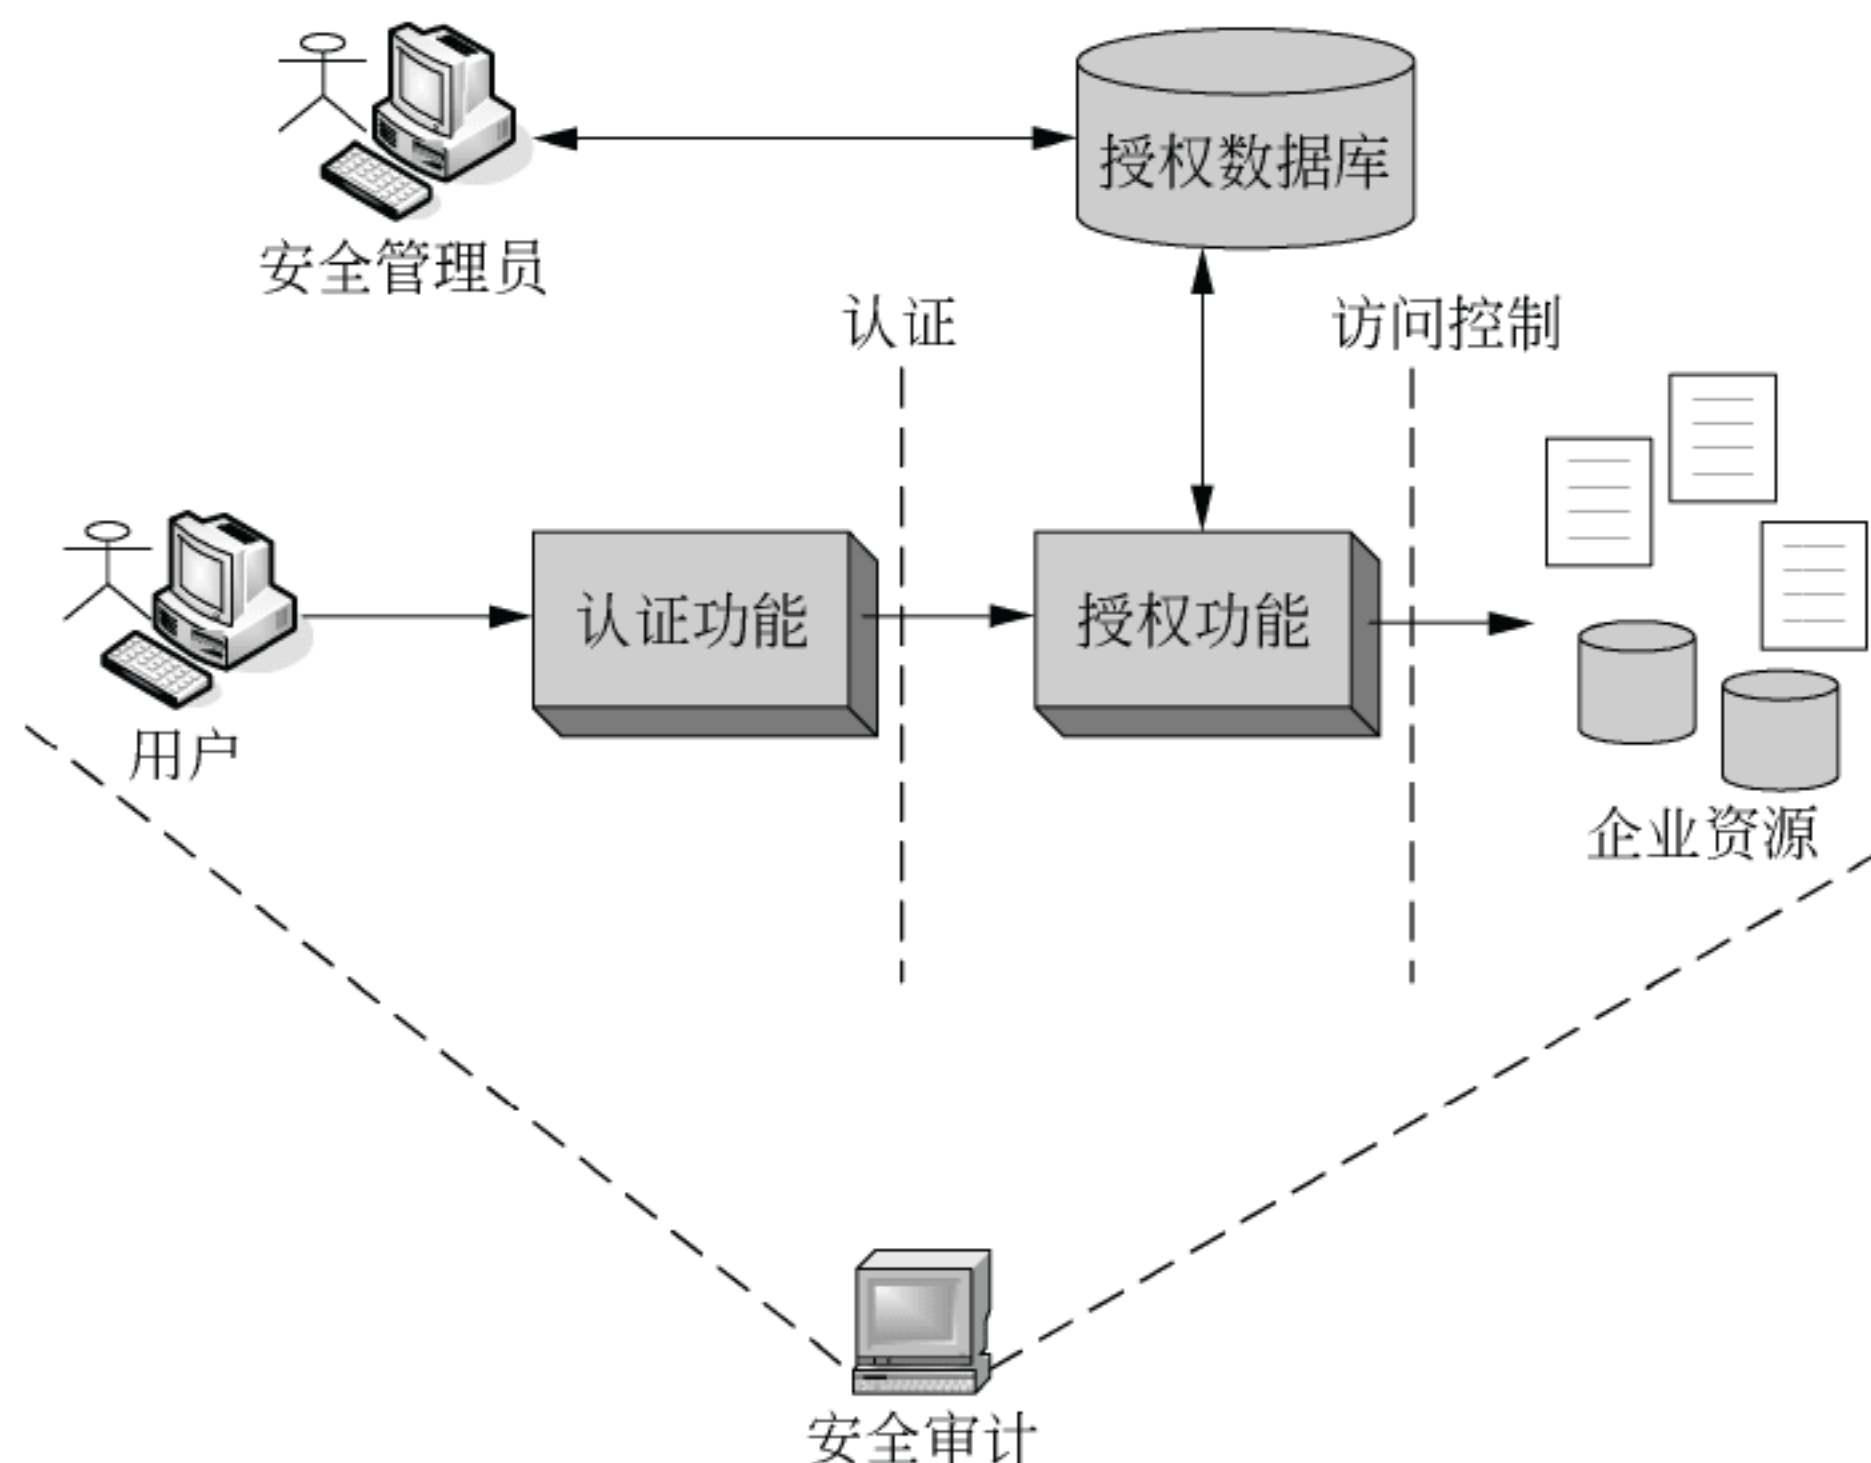 授权数据库
安全管理员
认证
访问控制
认证功能
授权功能
用户
企业资源
安全审计